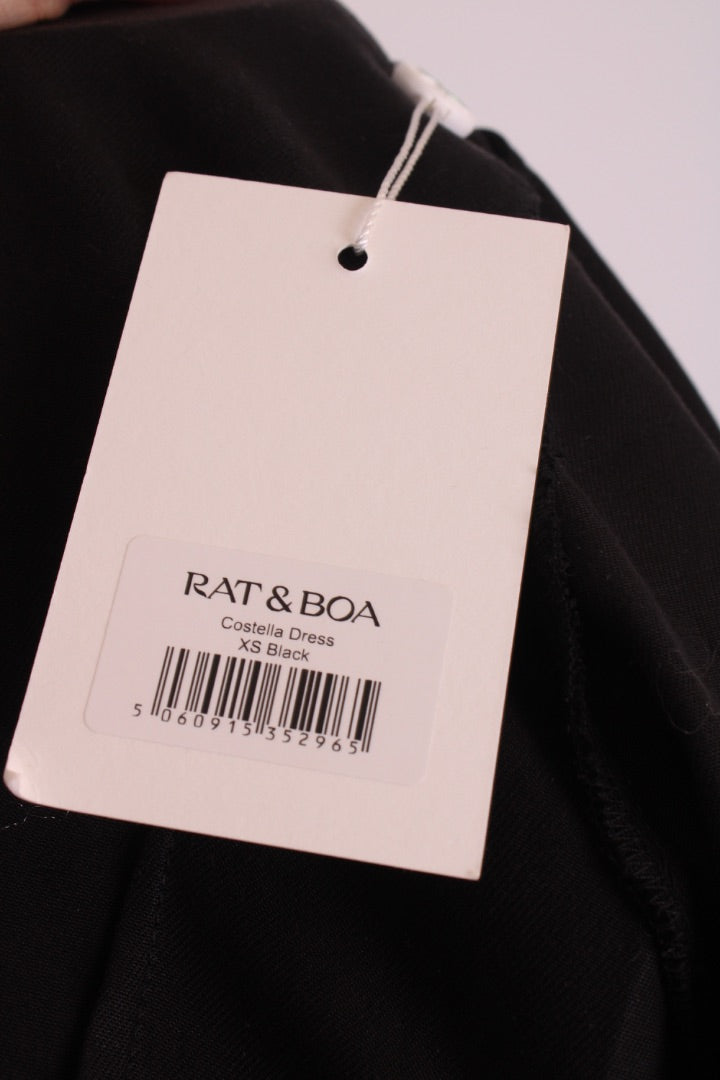 RAT & BOA
Costella Dress
XS Black
5 060915 352965